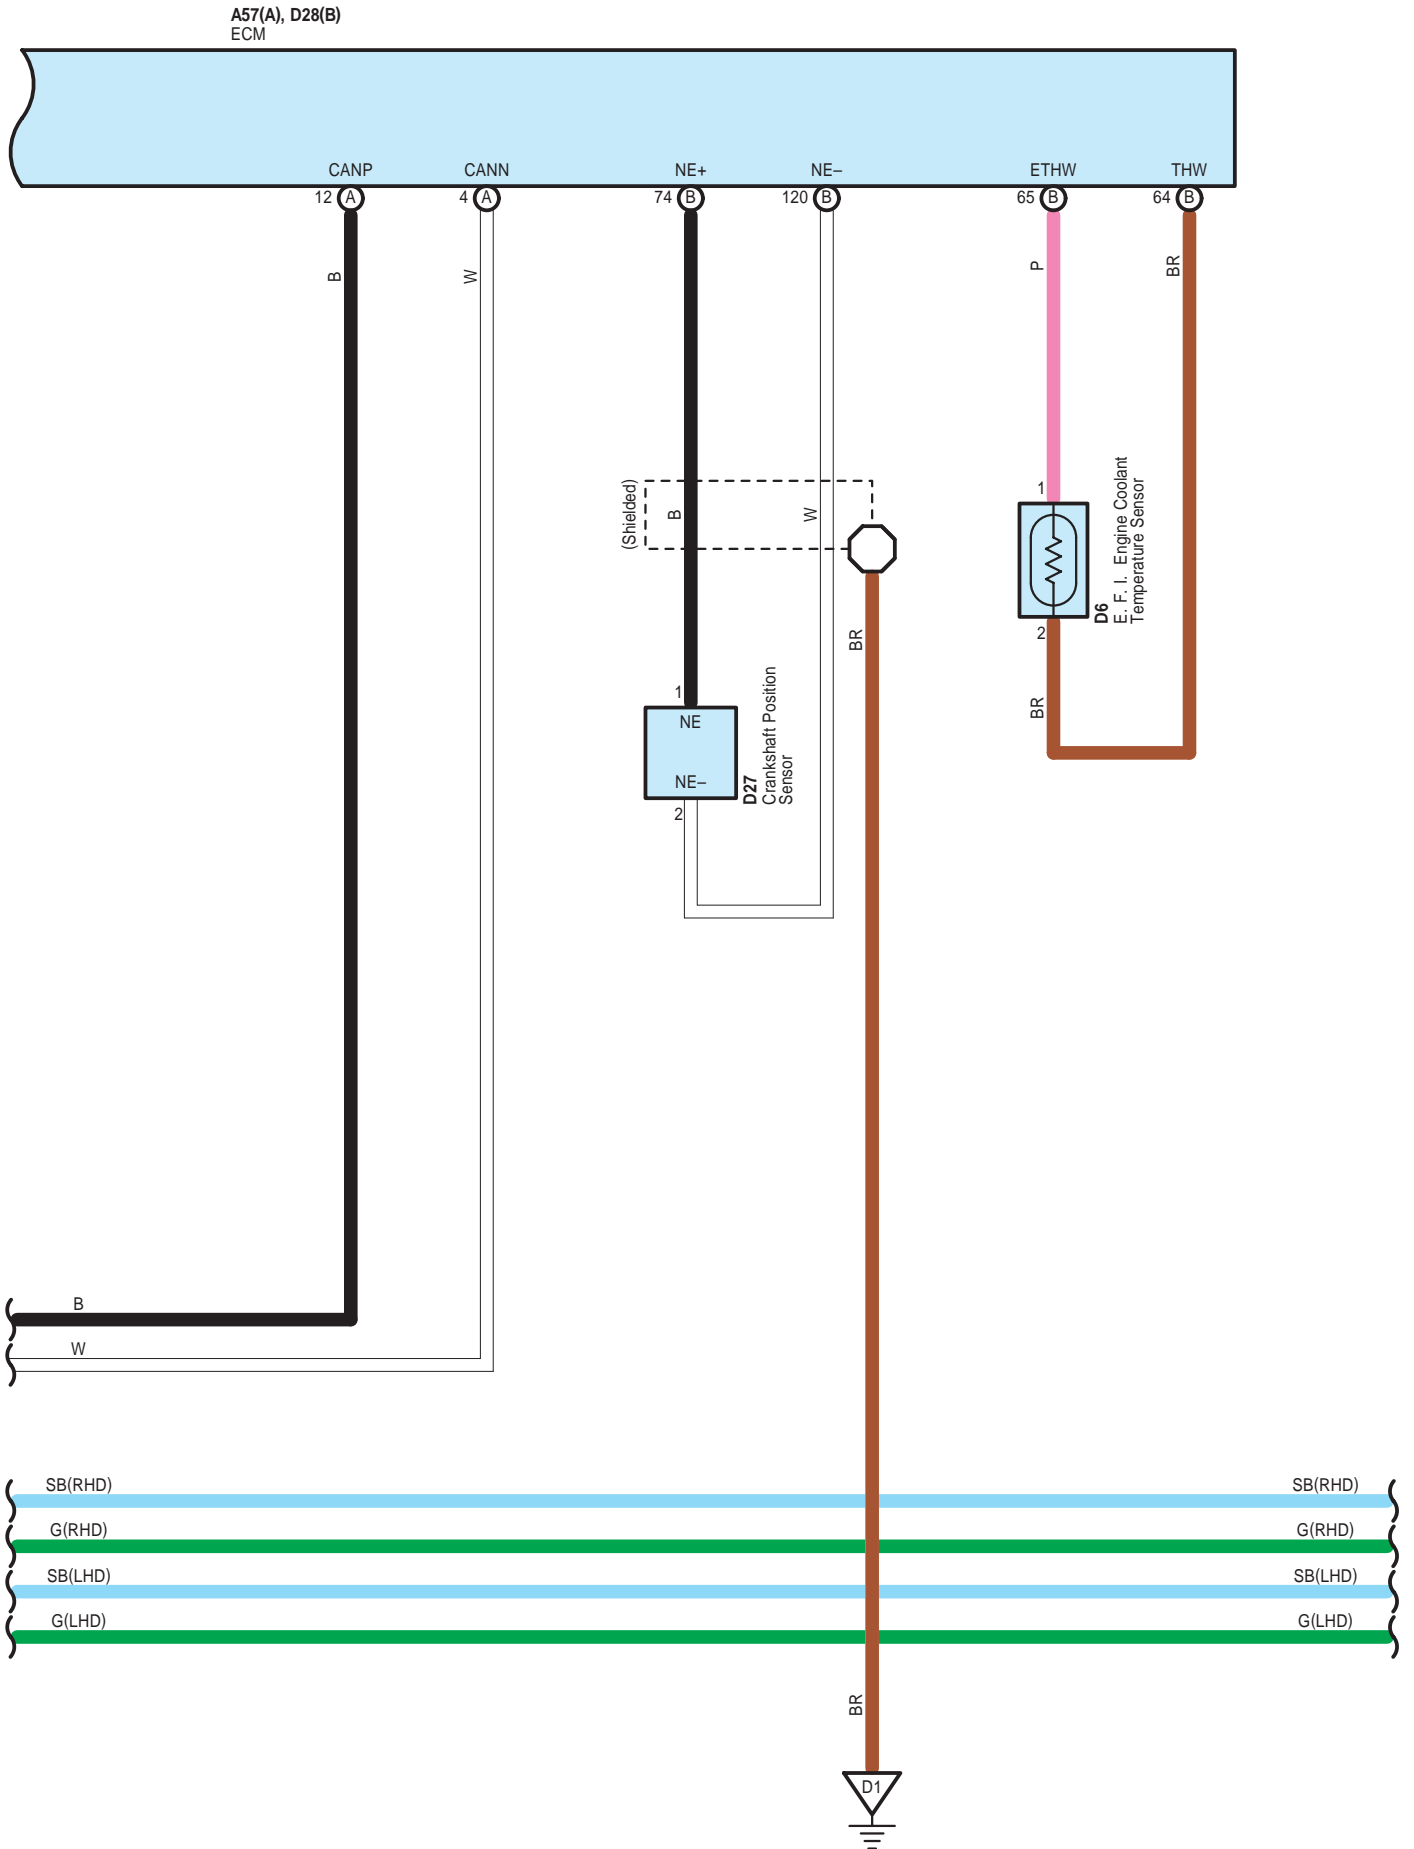 A57(A), D28(B)
ECM
CANP
CANN
NE+
NE–
ETHW
THW
12
A
4
A
74
B
120
B
65
B
64
B
B
W
P
BR
(Shielded)
B
W
1
D6
E. F. I. Engine Coolant
Temperature Sensor
2
BR
BR
1
NE
NE–
2
D27
Crankshaft Position
Sensor
B
W
SB(RHD)
SB(RHD)
G(RHD)
G(RHD)
SB(LHD)
SB(LHD)
G(LHD)
G(LHD)
BR
D1